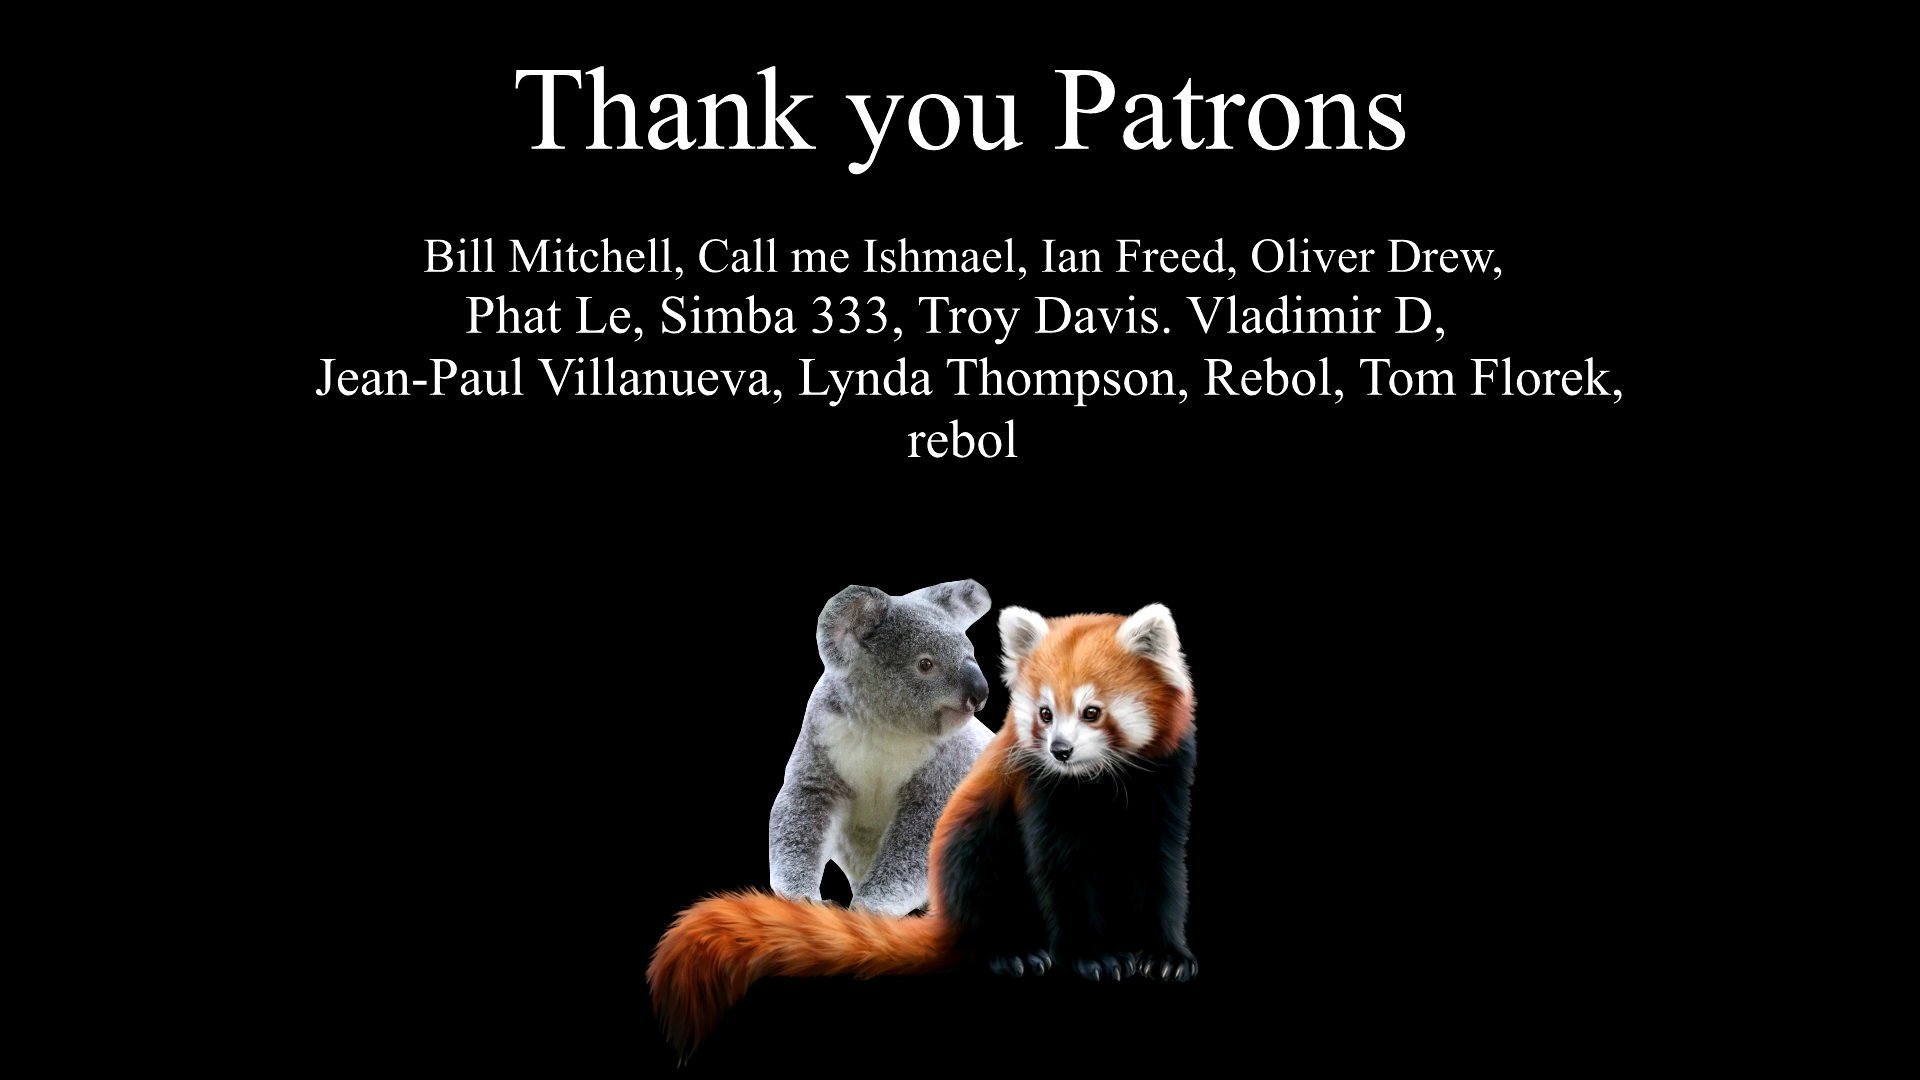 Thank you Patrons
Bill Mitchell, Call me Ishmael, Ian Freed, Oliver Drew,
Phat Le, Simba 333, Troy Davis. Vladimir D,
Jean-Paul Villanueva, Lynda Thompson, Rebol, Tom Florek,
rebol